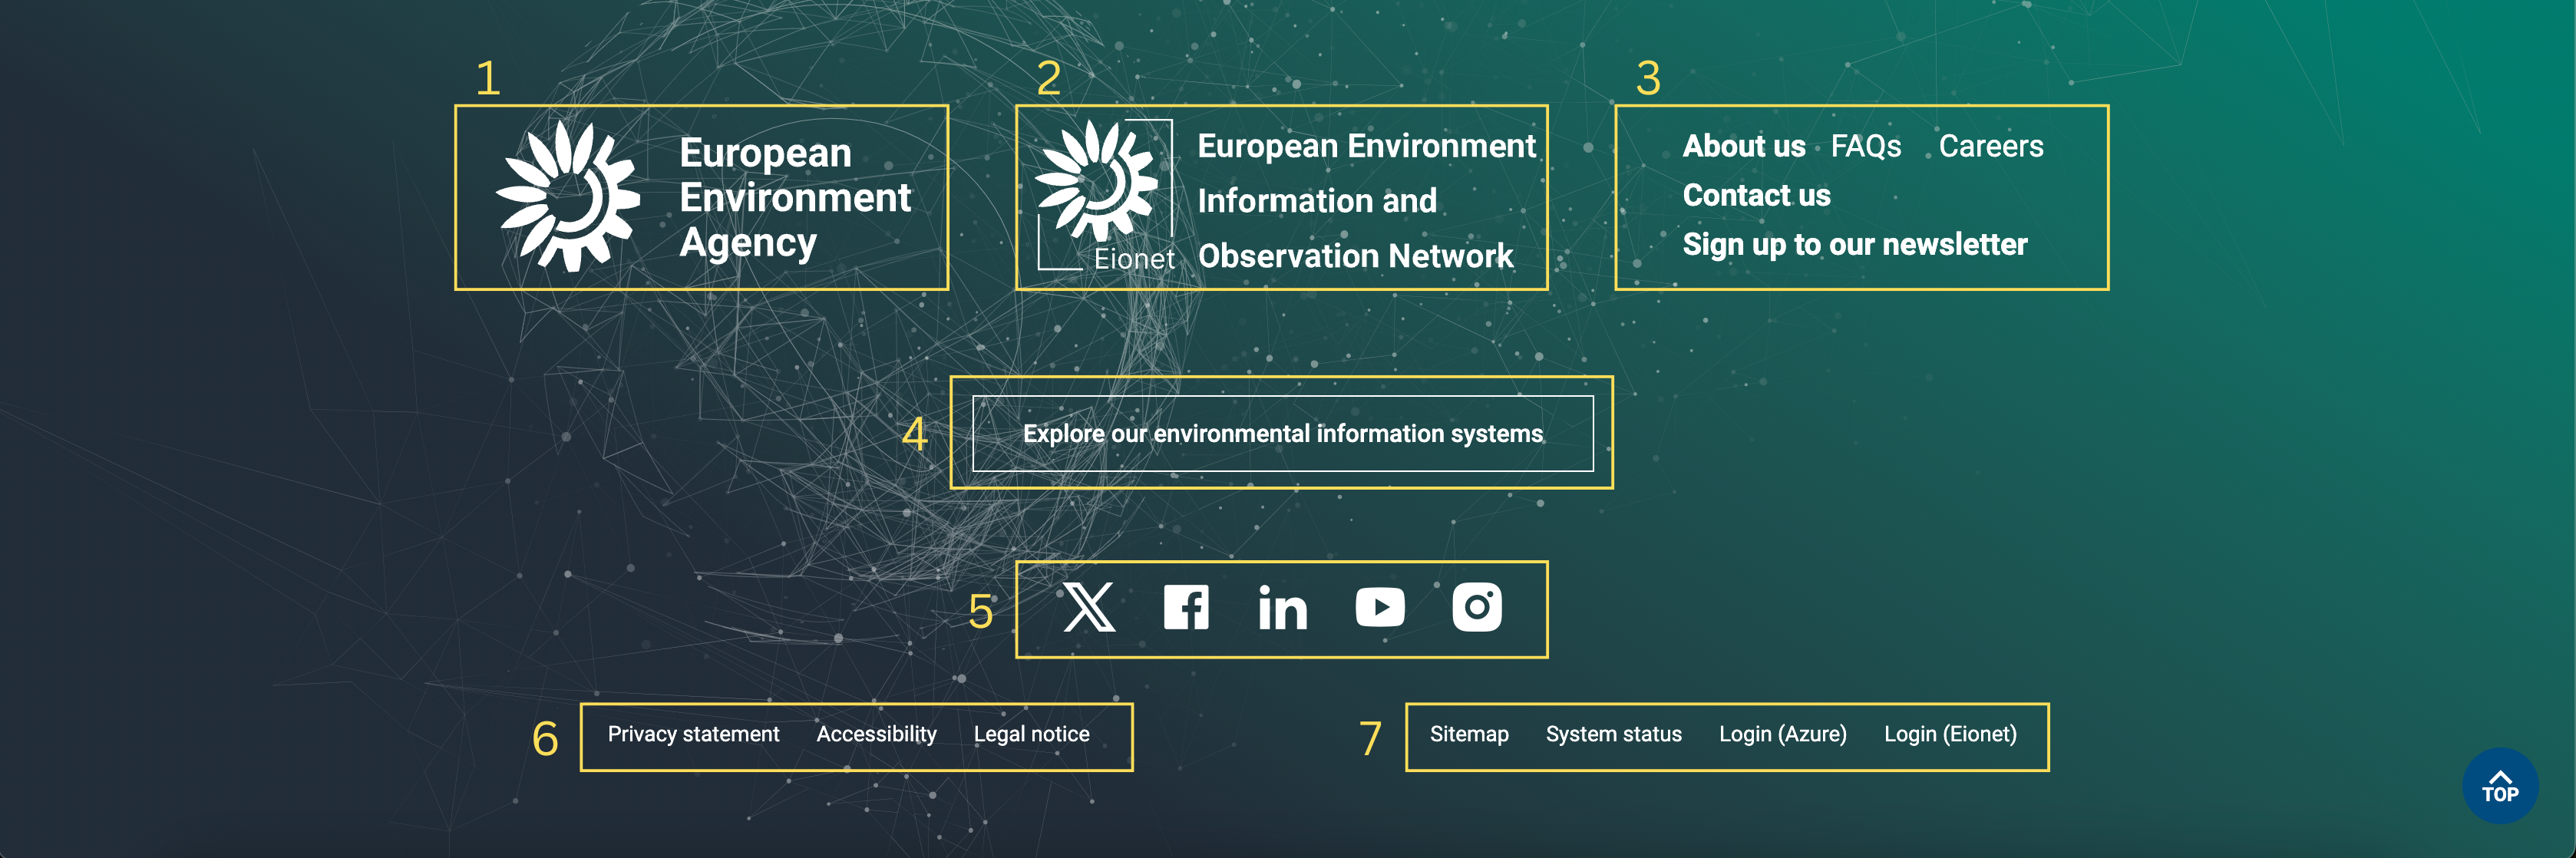 1
European
Environment
Agency
2
Eionet
European Environment
Information and
Observation Network
3
About us FAQs Careers
Contact us
Sign up to our newsletter
4
Explore our environmental information systems
5
6
Privacy statement Accessibility Legal notice
7
Sitemap System status Login (Azure) Login (Eionet)
TOP